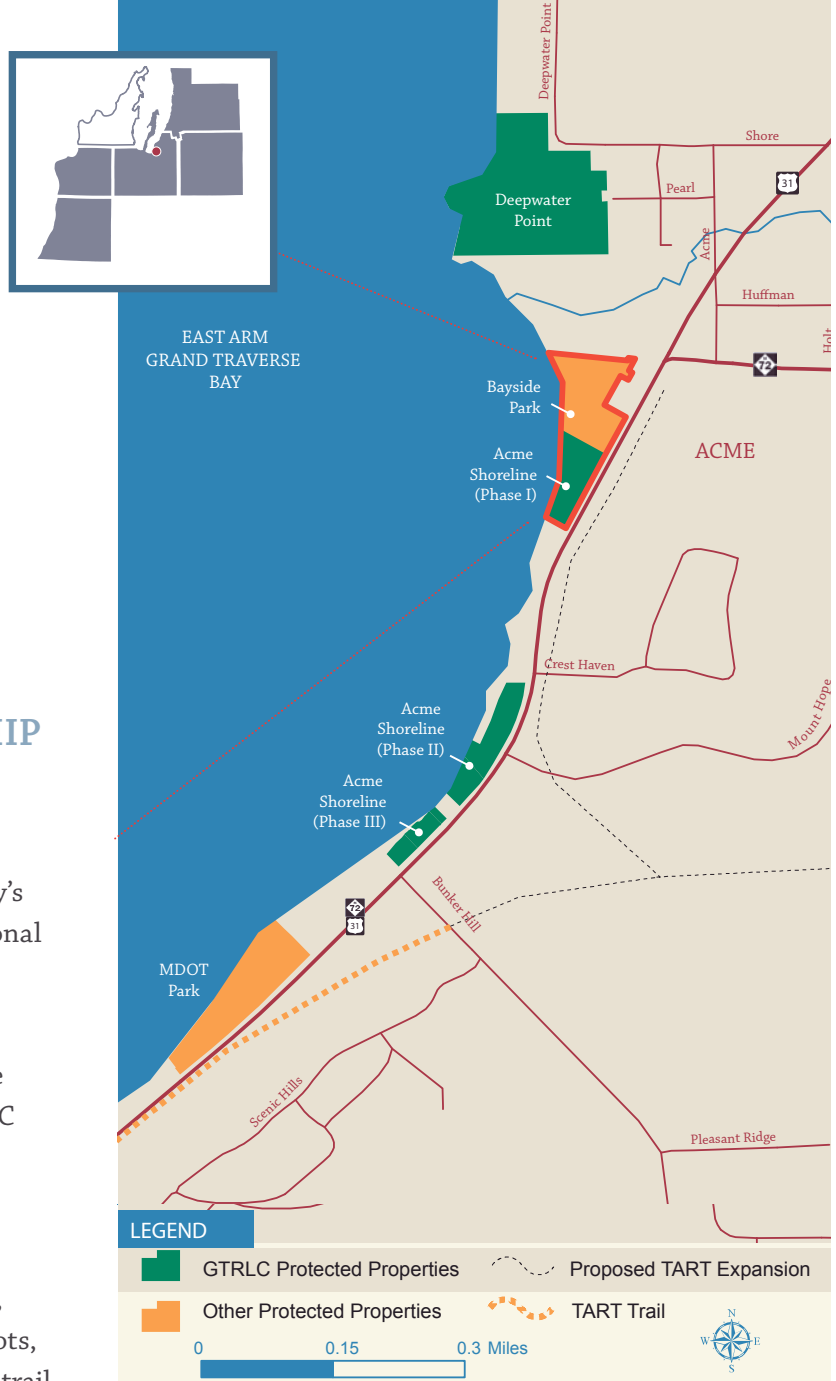 Deepwater Point
Shore
31
Pearl
Deepwater
Point
Acme
Huffman
Holt
72
EAST ARM
GRAND TRAVERSE
BAY
Bayside
Park
ACME
Acme
Shoreline
(Phase I)
Crest Haven
Mount Hope
HIP
Acme
Shoreline
(Phase II)
Acme
Shoreline
(Phase III)
y’s
onal
Bunker Hill
72
31
MDOT
Park
e
C
Scenic Hills
Pleasant Ridge
LEGEND
GTRLC Protected Properties
Proposed TART Expansion
Other Protected Properties
TART Trail
ots,
trail
0 0.15 0.3 Miles
N
W E
S